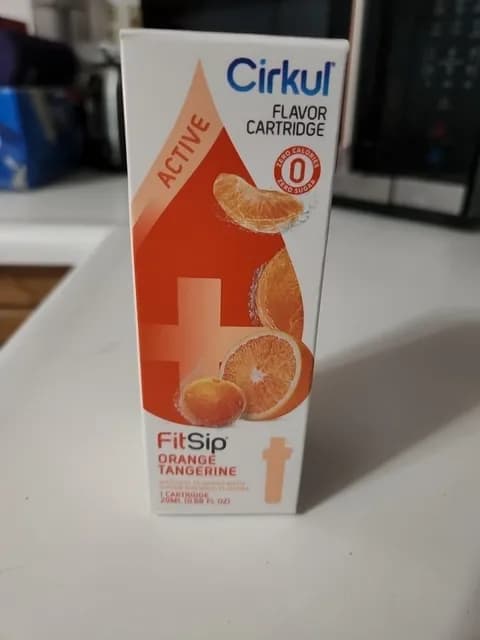 Cirkul
FLAVOR
CARTRIDGE
ACTIVE
ZERO CALORIES
0
ZERO SUGAR
FitSip
ORANGE
TANGERINE
1 CARTRIDGE
20ML (0.68 FL OZ)